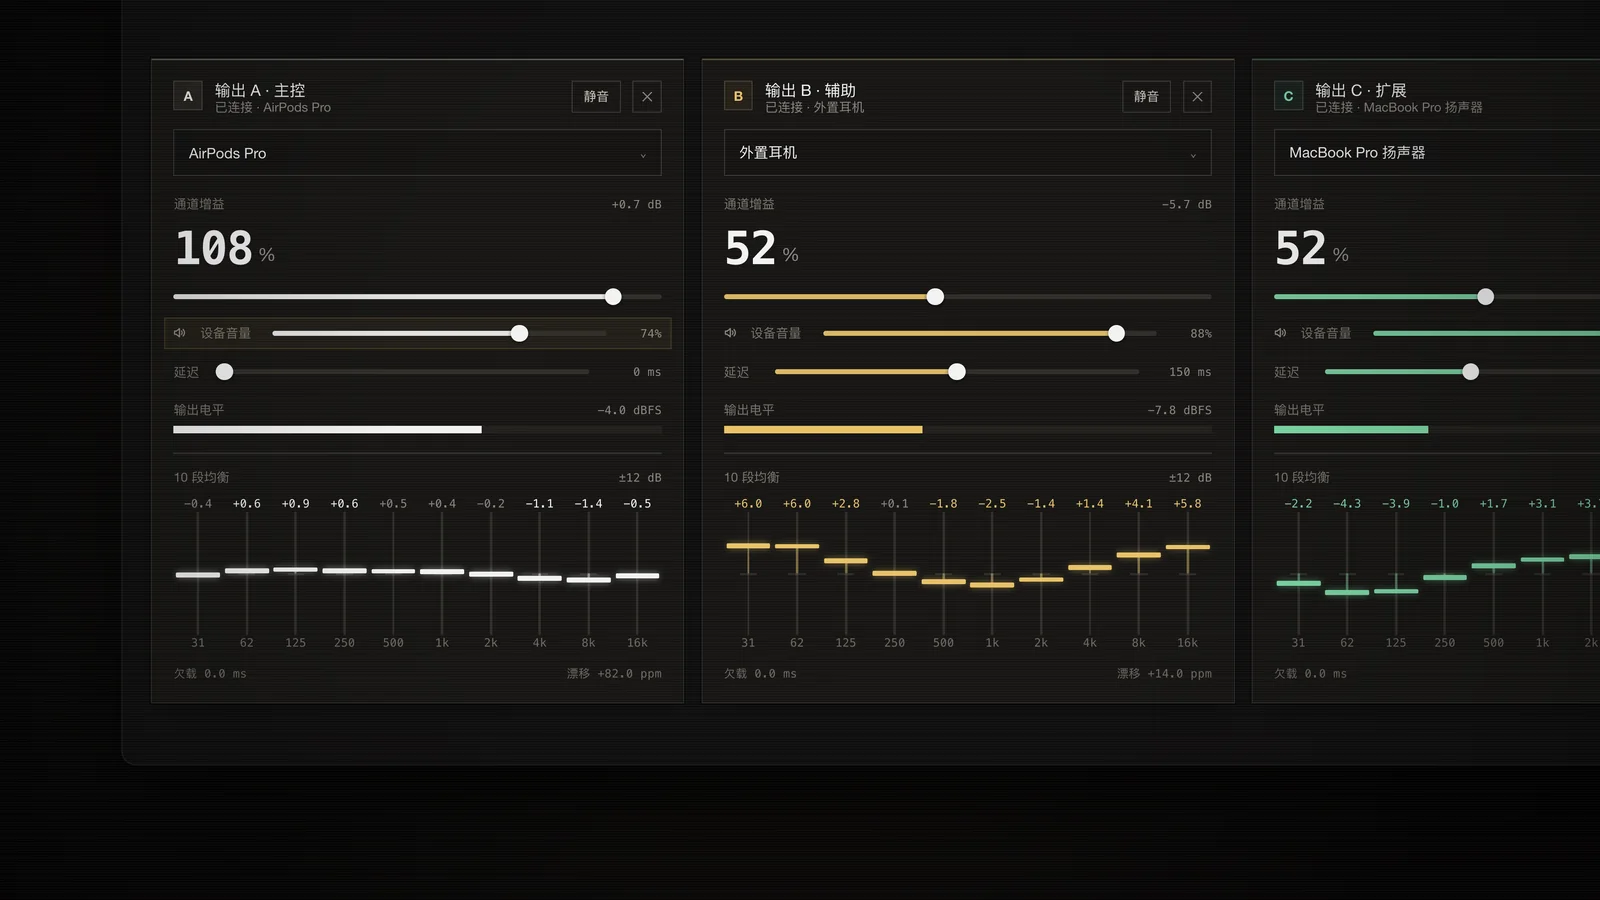 A
输出 A · 主控
已连接 · AirPods Pro
静音
AirPods Pro
通道增益
+0.7 dB
108 %
设备音量
74%
延迟
0 ms
输出电平
−4.0 dBFS
10 段均衡
±12 dB
−0.4 +0.6 +0.9 +0.6 +0.5 +0.4 −0.2 −1.1 −1.4 −0.5
31 62 125 250 500 1k 2k 4k 8k 16k
欠载 0.0 ms
漂移 +82.0 ppm
B
输出 B · 辅助
已连接 · 外置耳机
静音
外置耳机
通道增益
−5.7 dB
52 %
设备音量
88%
延迟
150 ms
输出电平
−7.8 dBFS
10 段均衡
±12 dB
+6.0 +6.0 +2.8 +0.1 −1.8 −2.5 −1.4 +1.4 +4.1 +5.8
31 62 125 250 500 1k 2k 4k 8k 16k
欠载 0.0 ms
漂移 +14.0 ppm
C
输出 C · 扩展
已连接 · MacBook Pro 扬声器
MacBook Pro 扬声器
通道增益
52 %
设备音量
延迟
输出电平
10 段均衡
−2.2 −4.3 −3.9 −1.0 +1.7 +3.1
31 62 125 250 500 1k 2k
欠载 0.0 ms